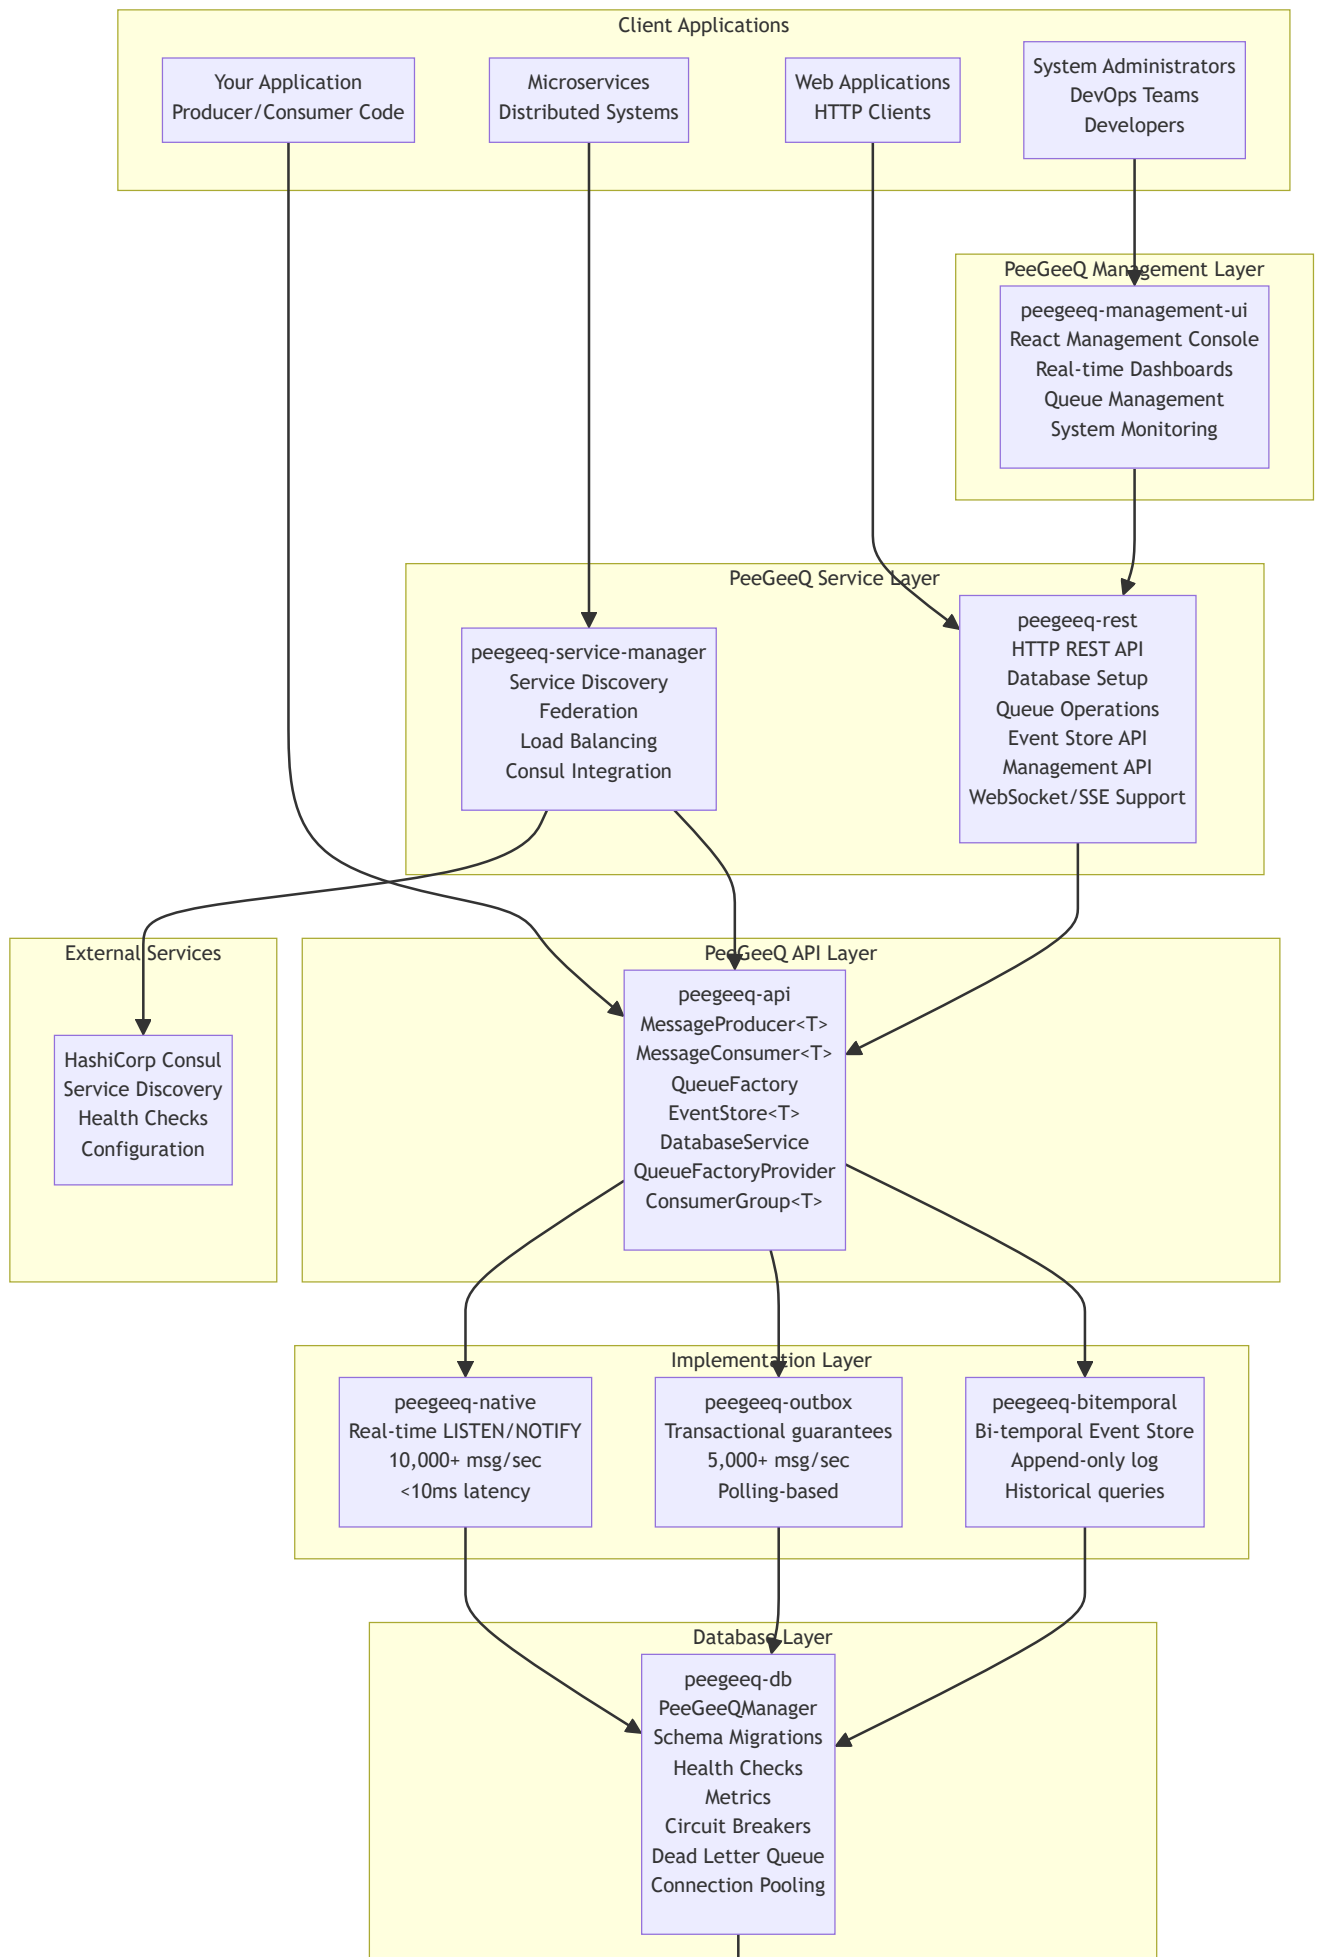 Client Applications
Your Application
Producer/Consumer Code
Microservices
Distributed Systems
Web Applications
HTTP Clients
System Administrators
DevOps Teams
Developers
PeeGeeQ Management Layer
peegeeq-management-ui
React Management Console
Real-time Dashboards
Queue Management
System Monitoring
PeeGeeQ Service Layer
peegeeq-service-manager
Service Discovery
Federation
Load Balancing
Consul Integration
peegeeq-rest
HTTP REST API
Database Setup
Queue Operations
Event Store API
Management API
WebSocket/SSE Support
External Services
HashiCorp Consul
Service Discovery
Health Checks
Configuration
PeeGeeQ API Layer
peegeeq-api
MessageProducer<T>
MessageConsumer<T>
QueueFactory
EventStore<T>
DatabaseService
QueueFactoryProvider
ConsumerGroup<T>
Implementation Layer
peegeeq-native
Real-time LISTEN/NOTIFY
10,000+ msg/sec
<10ms latency
peegeeq-outbox
Transactional guarantees
5,000+ msg/sec
Polling-based
peegeeq-bitemporal
Bi-temporal Event Store
Append-only log
Historical queries
Database Layer
peegeeq-db
PeeGeeQManager
Schema Migrations
Health Checks
Metrics
Circuit Breakers
Dead Letter Queue
Connection Pooling